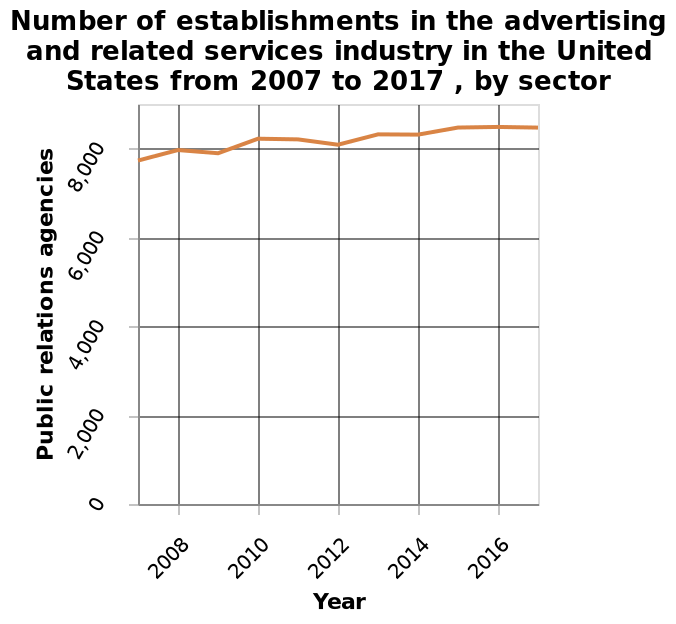 Number of establishments in the advertising
and related services industry in the United
States from 2007 to 2017 , by sector
Public relations agencies
8,000
6,000
4,000
2,000
0
2008
2010
2012
2014
2016
Year